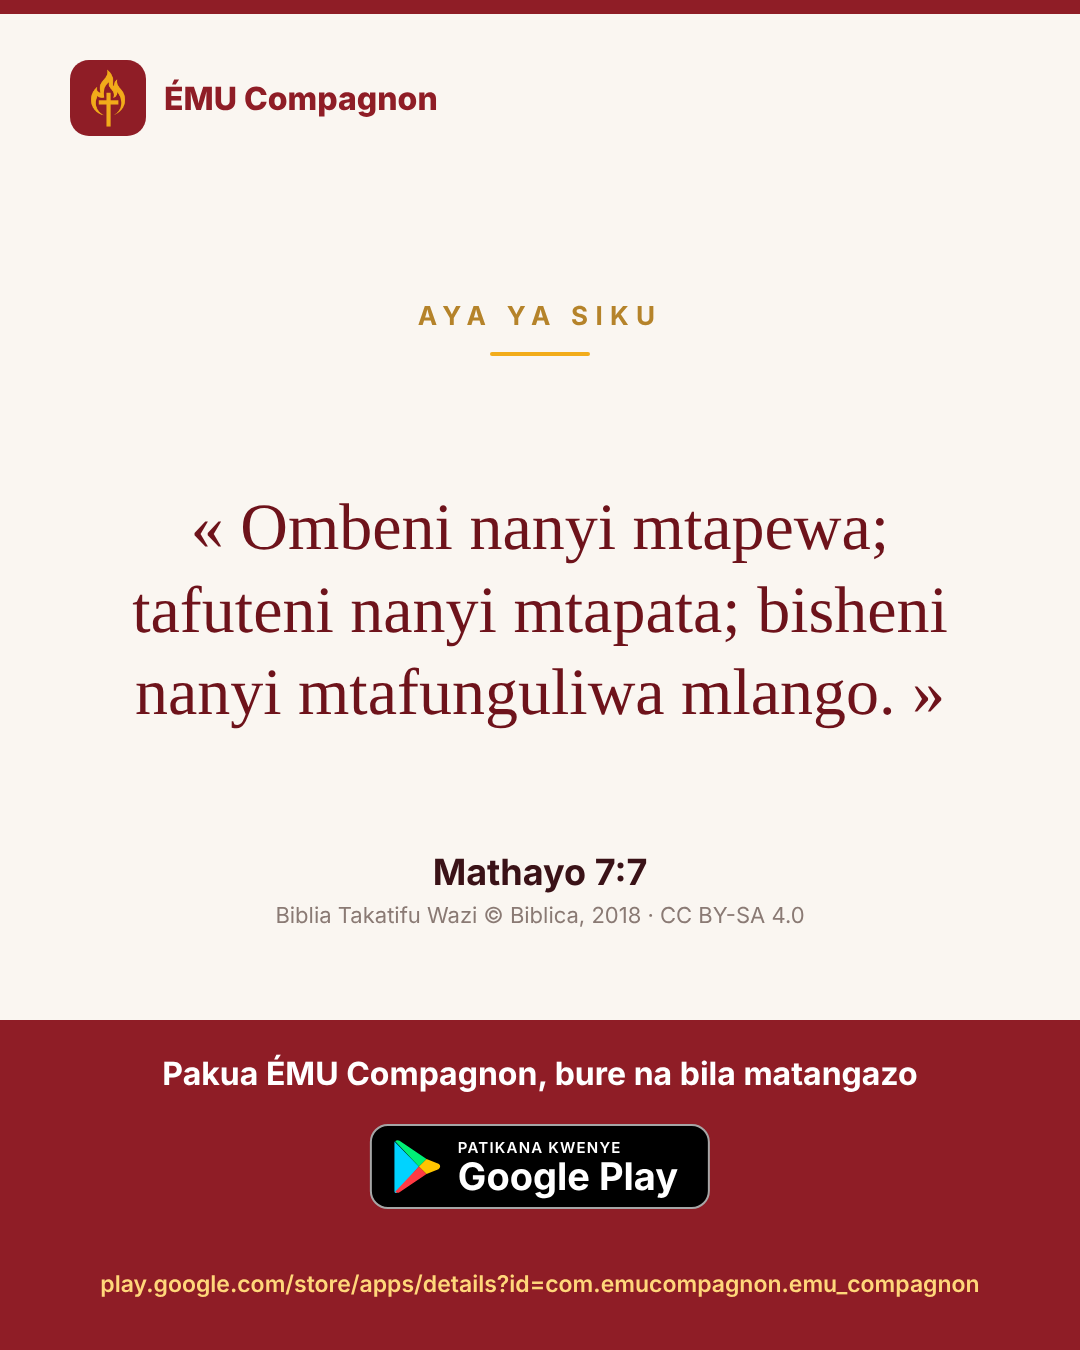 ÉMU Compagnon
AYA YA SIKU
« Ombeni nanyi mtapewa;
tafuteni nanyi mtapata; bisheni
nanyi mtafunguliwa mlango. »
Mathayo 7:7
Biblia Takatifu Wazi © Biblica, 2018 · CC BY-SA 4.0
Pakua ÉMU Compagnon, bure na bila matangazo
PATIKANA KWENYE
Google Play
play.google.com/store/apps/details?id=com.emucompagnon.emu_compagnon